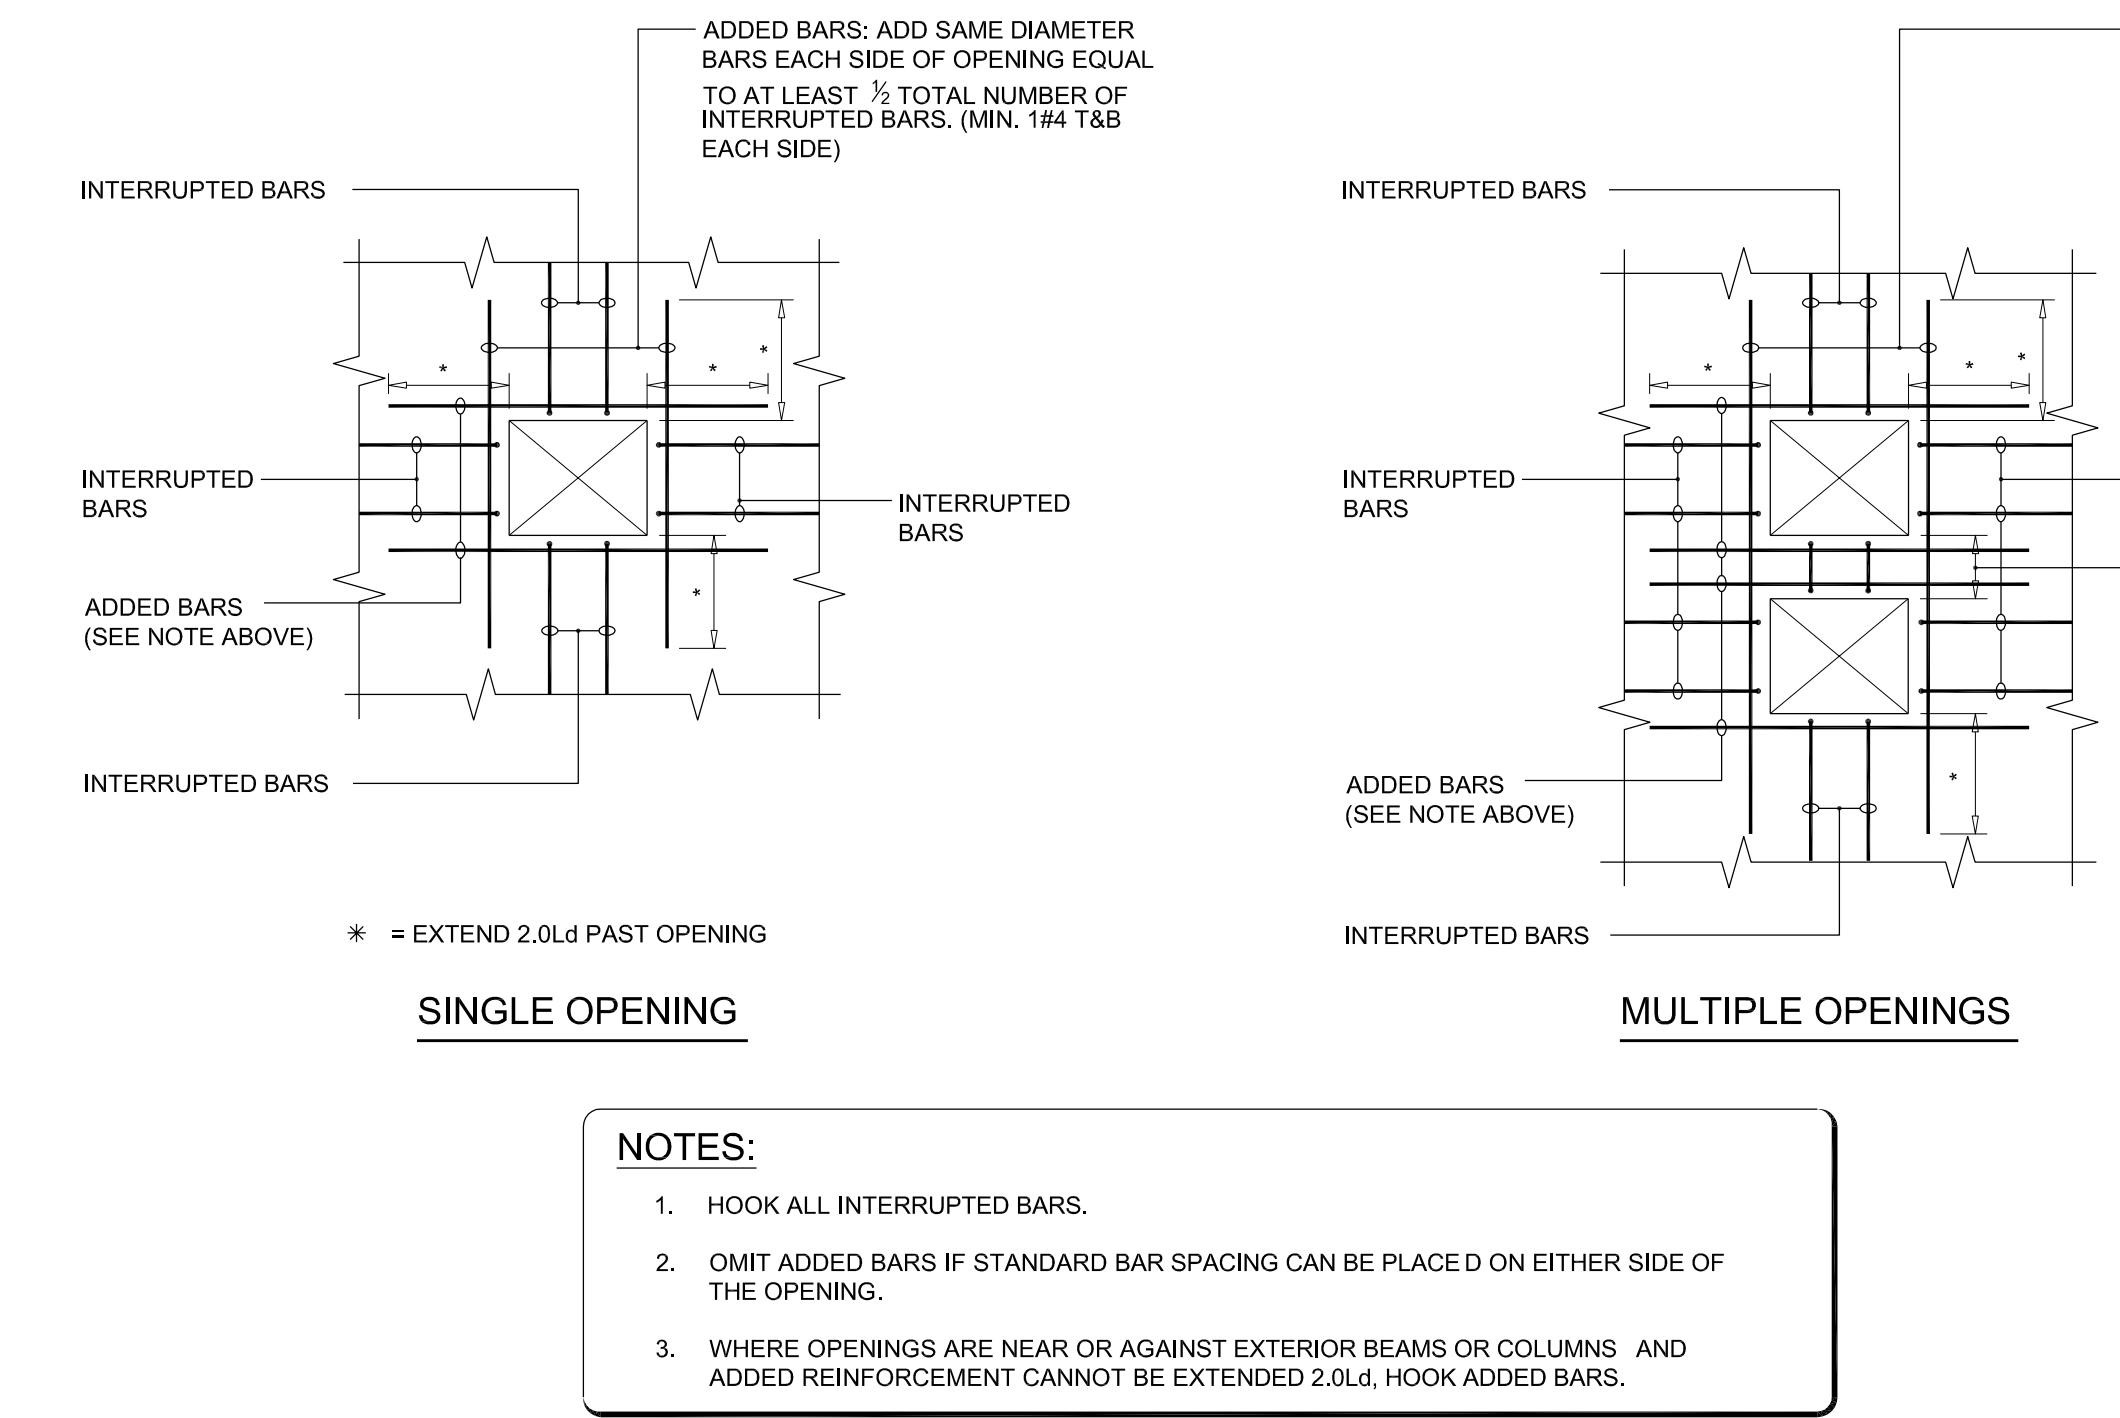 ADDED BARS: ADD SAME DIAMETER
BARS EACH SIDE OF OPENING EQUAL
TO AT LEAST ½ TOTAL NUMBER OF
INTERRUPTED BARS. (MIN. 1#4 T&B
EACH SIDE)
INTERRUPTED BARS
*
*
*
INTERRUPTED
BARS
INTERRUPTED
BARS
*
ADDED BARS
(SEE NOTE ABOVE)
INTERRUPTED BARS
* = EXTEND 2.0Ld PAST OPENING
SINGLE OPENING
INTERRUPTED BARS
*
*
*
INTERRUPTED
BARS
ADDED BARS
(SEE NOTE ABOVE)
*
INTERRUPTED BARS
MULTIPLE OPENINGS
NOTES:
1. HOOK ALL INTERRUPTED BARS.
2. OMIT ADDED BARS IF STANDARD BAR SPACING CAN BE PLACED ON EITHER SIDE OF
THE OPENING.
3. WHERE OPENINGS ARE NEAR OR AGAINST EXTERIOR BEAMS OR COLUMNS AND
ADDED REINFORCEMENT CANNOT BE EXTENDED 2.0Ld, HOOK ADDED BARS.